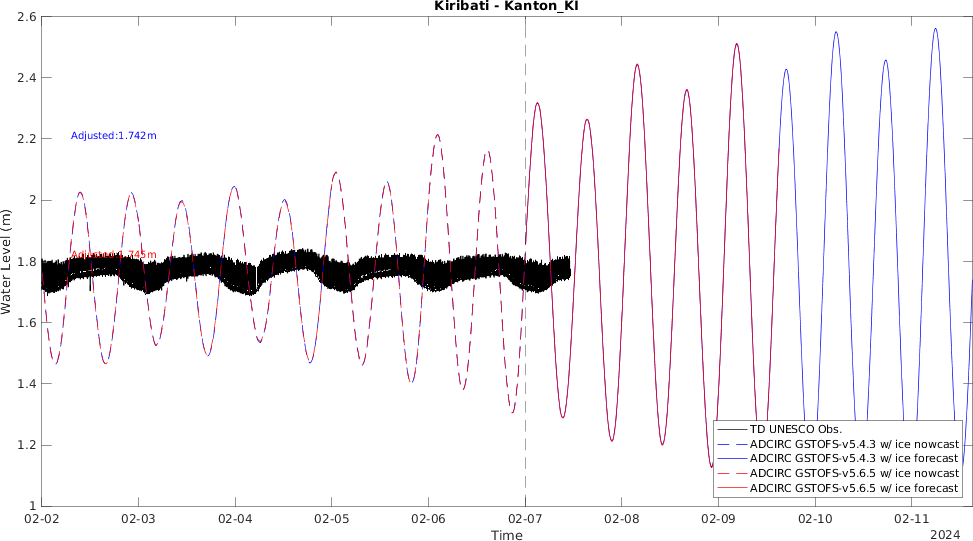 Kiribati - Kanton_KI
2.6
2.4
2.2
2
1.8
1.6
1.4
1.2
1
Water Level (m)
Adjusted:1.742m
Adjusted:1.745m
TD UNESCO Obs.
ADCIRC GSTOFS-v5.4.3 w/ ice nowcast
ADCIRC GSTOFS-v5.4.3 w/ ice forecast
ADCIRC GSTOFS-v5.6.5 w/ ice nowcast
ADCIRC GSTOFS-v5.6.5 w/ ice forecast
02-02 02-03 02-04 02-05 02-06 02-07 02-08 02-09 02-10 02-11
Time
2024